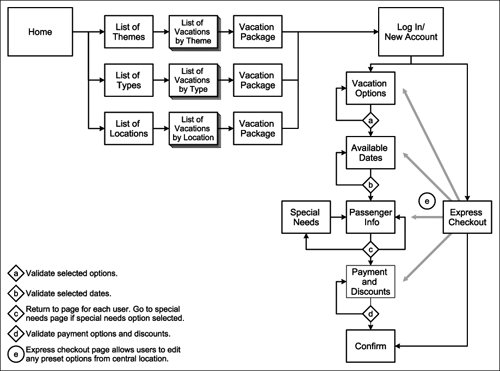 Home
List of
Themes
List of
Vacations
by Theme
Vacation
Package
Log In/
New Account
List of
Types
List of
Vacations
by Type
Vacation
Package
List of
Locations
List of
Vacations
by Location
Vacation
Package
Vacation
Options
a
Available
Dates
b
Special
Needs
Passenger
Info
e
Express
Checkout
c
Payment
and
Discounts
d
Confirm
a Validate selected options.
b Validate selected dates.
c Return to page for each user. Go to special
needs page if special needs option selected.
d Validate payment options and discounts.
e Express checkout page allows users to edit
any preset options from central location.